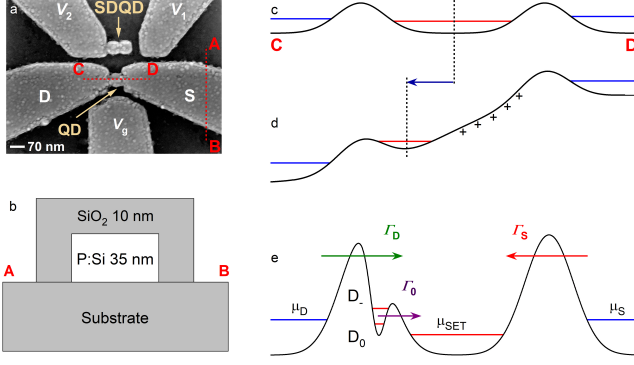 a
SDQD
V2
V1
A
C
D
D
S
QD
Vg
70 nm
B
b
SiO2 10 nm
P:Si 35 nm
A
B
Substrate
c
C
D
d
+ + + + +
e
ΓD
ΓS
Γ0
D-
D0
μD
μSET
μS